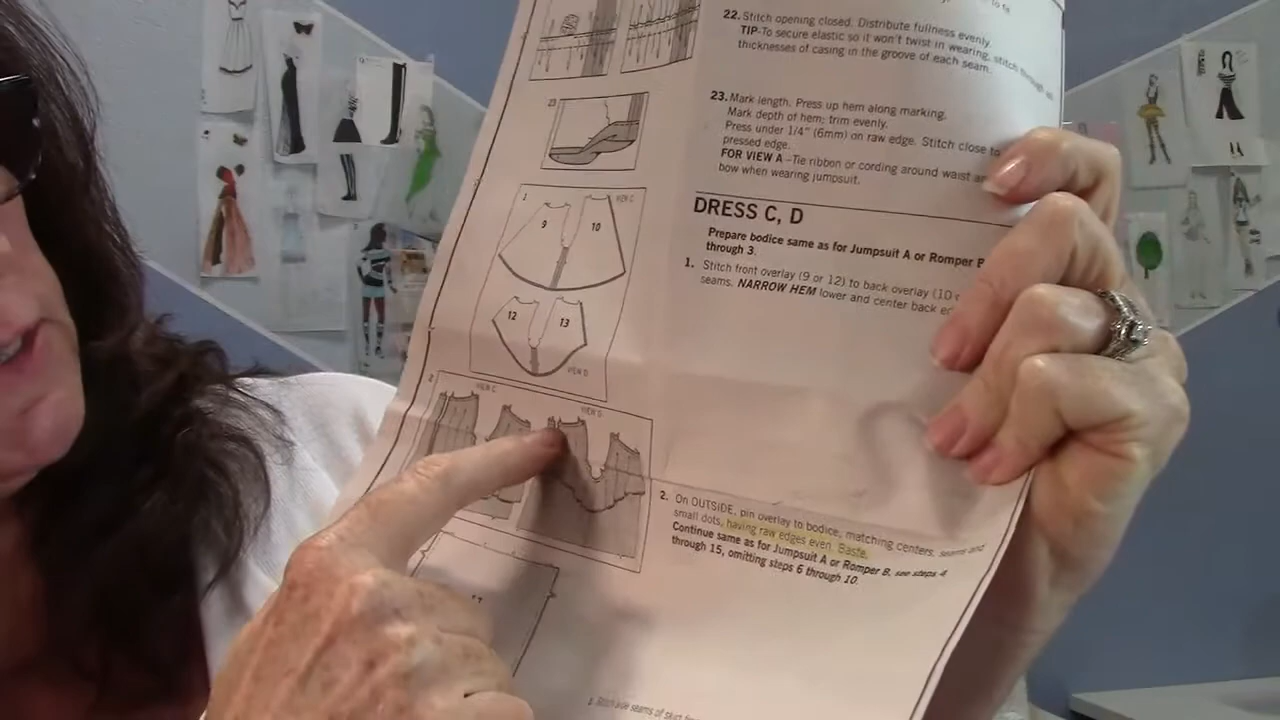 22. Stitch opening closed. Distribute fullness evenly.
TIP-To secure elastic so it won't twist in wearing, stitch through all
thicknesses of casing in the groove of each seam.
23
23. Mark length. Press up hem along marking.
Mark depth of hem; trim evenly.
Press under 1/4" (6mm) on raw edge. Stitch close to
pressed edge.
FOR VIEW A –Tie ribbon or cording around waist
bow when wearing jumpsuit.
DRESS C, D
Prepare bodice same as for Jumpsuit A or Romper B
through 3.
1
VIEW C
9
10
12
13
VIEW D
1. Stitch front overlay (9 or 12) to back overlay (10
seams. NARROW HEM lower and center back
2
VIEW C
VIEW D
2. On OUTSIDE, pin overlay to bodice, matching centers, seams and
small dots, having raw edges even. Baste.
Continue same as for Jumpsuit A or Romper B, see steps 4
through 15, omitting steps 6 through 10.
seams of skirt